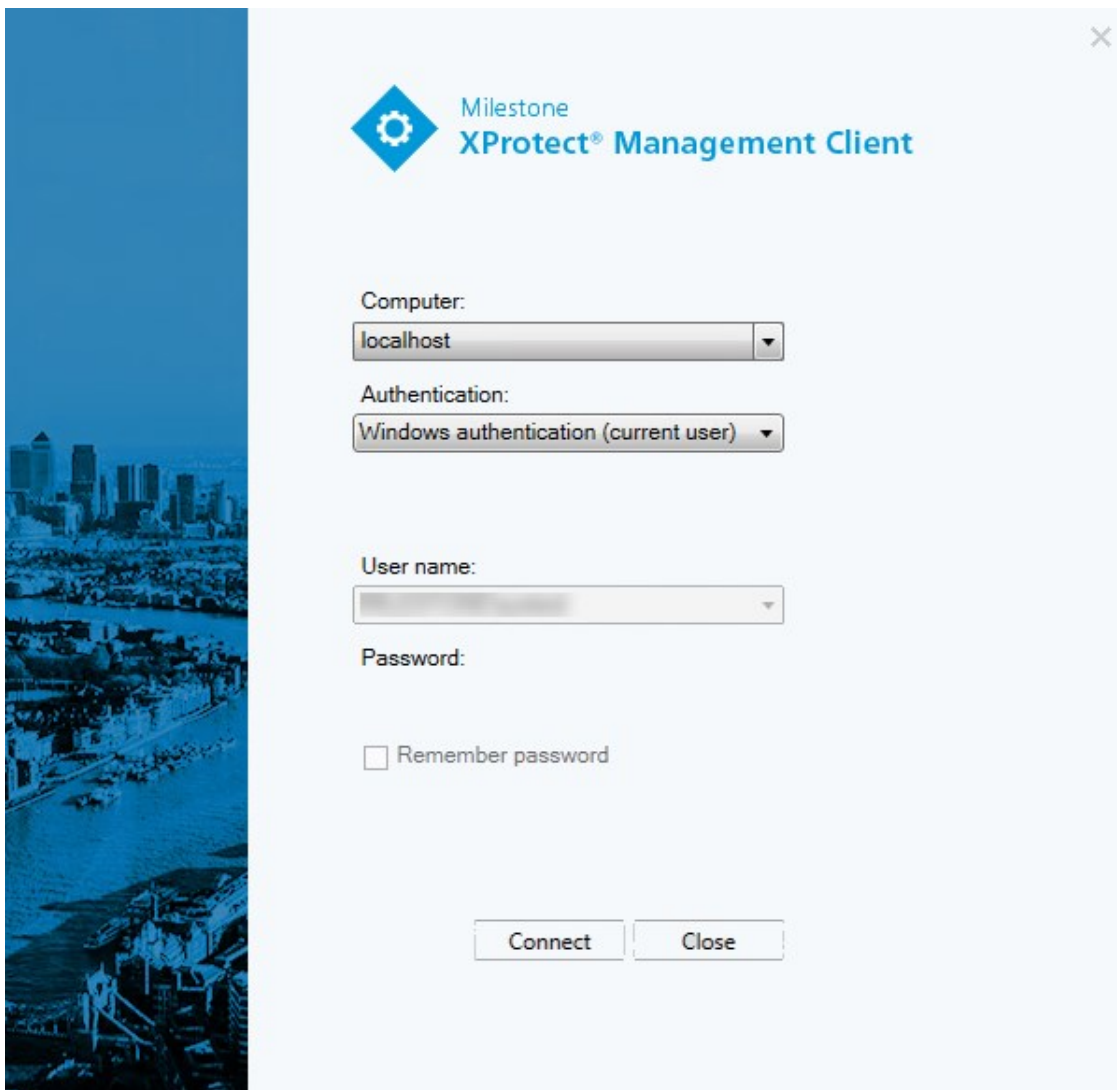 Milestone
XProtect® Management Client
Computer:
localhost
Authentication:
Windows authentication (current user)
User name:
Password:
Remember password
Connect
Close